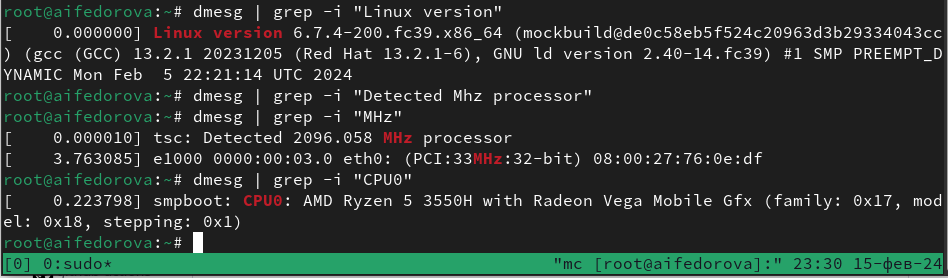 root@aifedorova:~# dmesg | grep -i "Linux version"
[    0.000000] Linux version 6.7.4-200.fc39.x86_64 (mockbuild@de0c58eb5f524c20963d3b29334043cc
) (gcc (GCC) 13.2.1 20231205 (Red Hat 13.2.1-6), GNU ld version 2.40-14.fc39) #1 SMP PREEMPT_D
YNAMIC Mon Feb  5 22:21:14 UTC 2024
root@aifedorova:~# dmesg | grep -i "Detected Mhz processor"
root@aifedorova:~# dmesg | grep -i "MHz"
[    0.000010] tsc: Detected 2096.058 MHz processor
[    3.763085] e1000 0000:00:03.0 eth0: (PCI:33MHz:32-bit) 08:00:27:76:0e:df
root@aifedorova:~# dmesg | grep -i "CPU0"
[    0.223798] smpboot: CPU0: AMD Ryzen 5 3550H with Radeon Vega Mobile Gfx (family: 0x17, mod
el: 0x18, stepping: 0x1)
root@aifedorova:~#
[0] 0:sudo* "mc [root@aifedorova]:" 23:30 15-фев-24